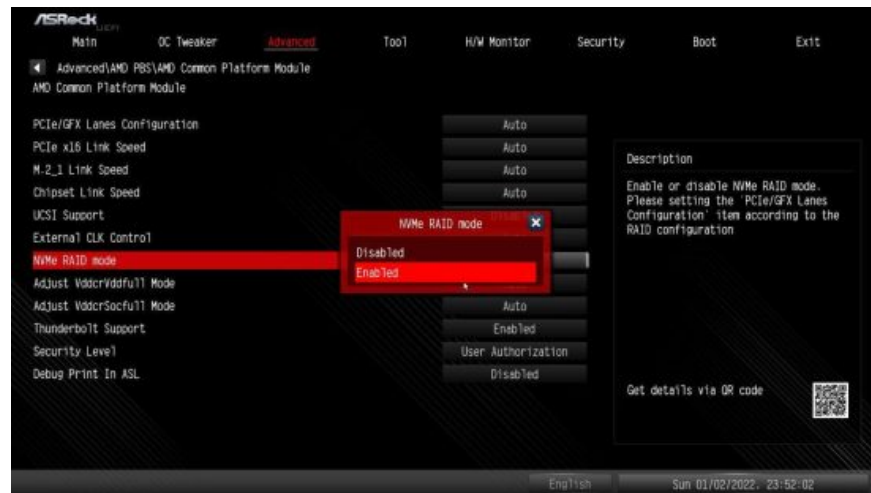 ASRock
UEFI
Main OC Tweaker Advanced Tool H/W Monitor Security Boot Exit
Advanced\AMD PBS\AMD Common Platform Module
AMD Common Platform Module
PCIe/GFX Lanes Configuration Auto
PCIe x16 Link Speed Auto
M.2_1 Link Speed Auto
Chipset Link Speed Auto
UCSI Support
External CLK Control
NVMe RAID mode
Adjust VddcrVddfull Mode
Adjust VddcrSocfull Mode Auto
Thunderbolt Support Enabled
Security Level User Authorization
Debug Print In ASL Disabled
NVMe RAID mode
Disabled
Enabled
Description
Enable or disable NVMe RAID mode.
Please setting the 'PCIe/GFX Lanes
Configuration' item according to the
RAID configuration
Get details via QR code
English Sun 01/02/2022, 23:52:02